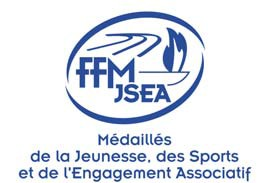 FFM
JSEA
Médaillés
de la Jeunesse, des Sports
et de l'Engagement Associatif